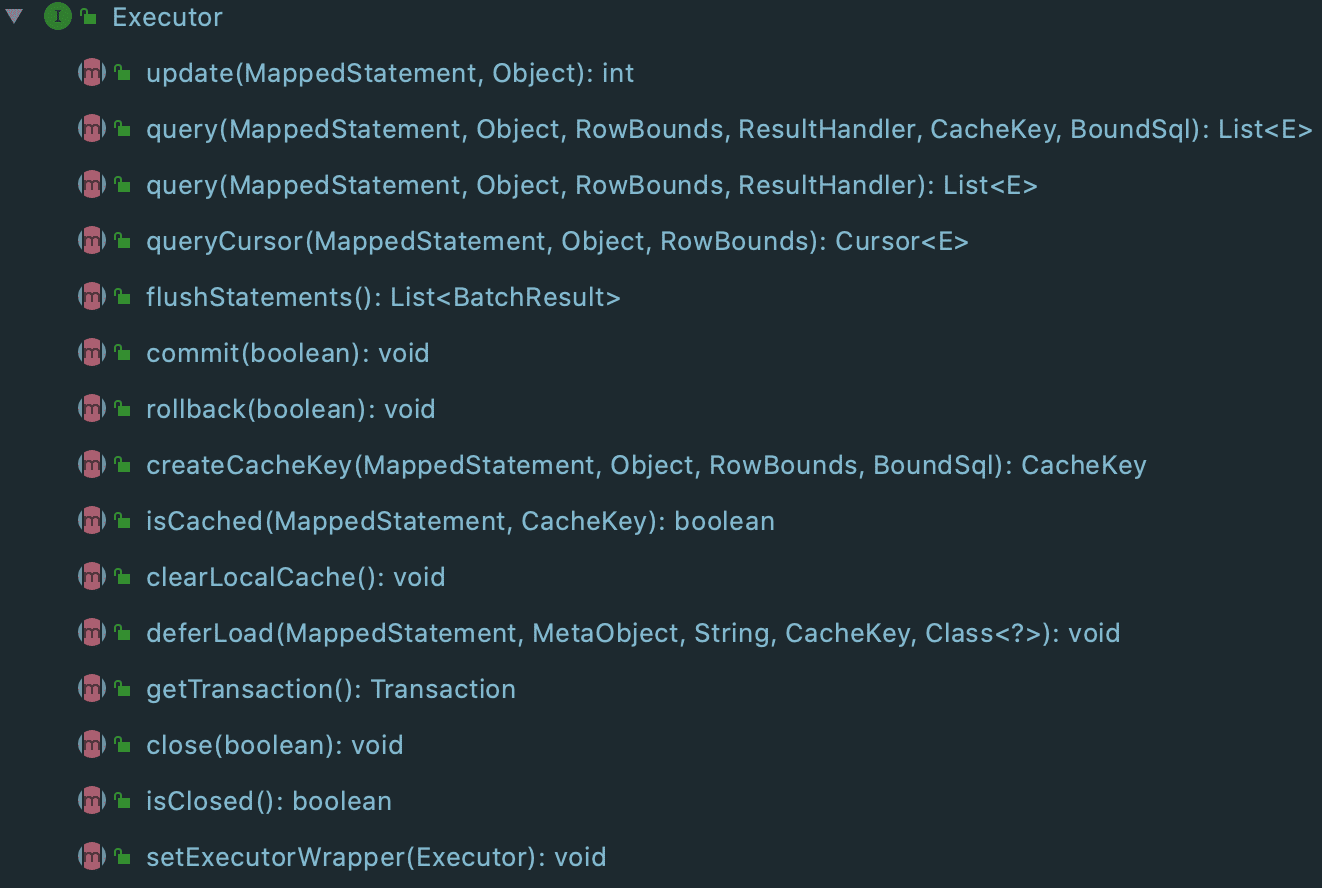 I Executor
m update(MappedStatement, Object): int
m query(MappedStatement, Object, RowBounds, ResultHandler, CacheKey, BoundSql): List<E>
m query(MappedStatement, Object, RowBounds, ResultHandler): List<E>
m queryCursor(MappedStatement, Object, RowBounds): Cursor<E>
m flushStatements(): List<BatchResult>
m commit(boolean): void
m rollback(boolean): void
m createCacheKey(MappedStatement, Object, RowBounds, BoundSql): CacheKey
m isCached(MappedStatement, CacheKey): boolean
m clearLocalCache(): void
m deferLoad(MappedStatement, MetaObject, String, CacheKey, Class<?>): void
m getTransaction(): Transaction
m close(boolean): void
m isClosed(): boolean
m setExecutorWrapper(Executor): void